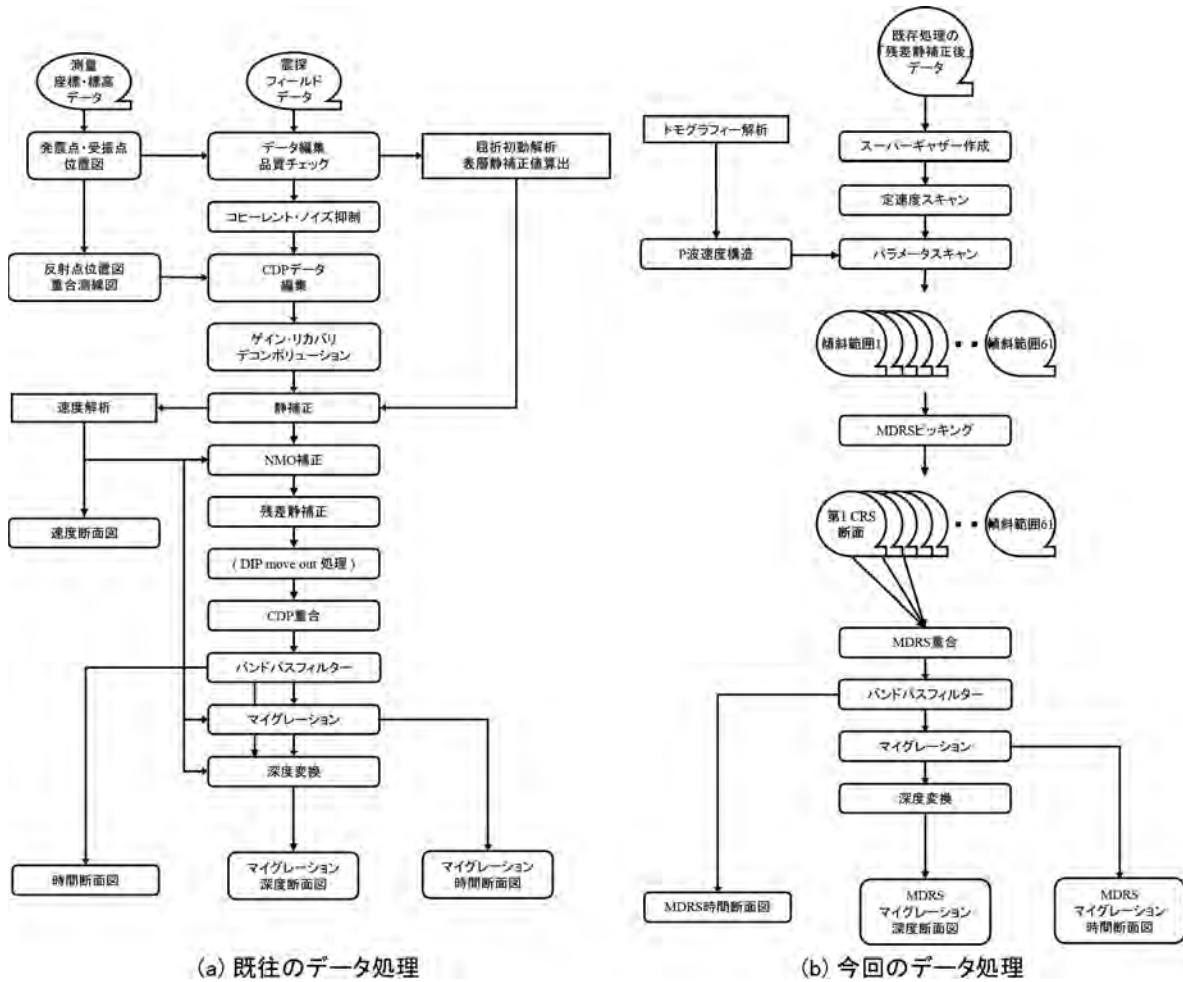 測量
座標・標高
データ
震探
フィールド
データ
発震点・受振点
位置図
データ編集
品質チェック
屈折初動解析
表層静補正値算出
コヒーレント・ノイズ抑制
反射点位置図
重合測線図
CDPデータ
編集
ゲイン・リカバリ
デコンボリューション
速度解析
静補正
NMO補正
残差静補正
速度断面図
( DIP move out 処理 )
CDP重合
バンドパスフィルター
マイグレーション
深度変換
時間断面図
マイグレーション
深度断面図
マイグレーション
時間断面図
(a) 既往のデータ処理
既存処理の
「残差静補正後」
データ
トモグラフィー解析
スーパーギャザー作成
定速度スキャン
P波速度構造
パラメータスキャン
傾斜範囲1
傾斜範囲61
MDRSピッキング
第1 CRS
断面
傾斜範囲61
MDRS重合
バンドパスフィルター
マイグレーション
深度変換
MDRS時間断面図
MDRS
マイグレーション
深度断面図
MDRS
マイグレーション
時間断面図
(b) 今回のデータ処理